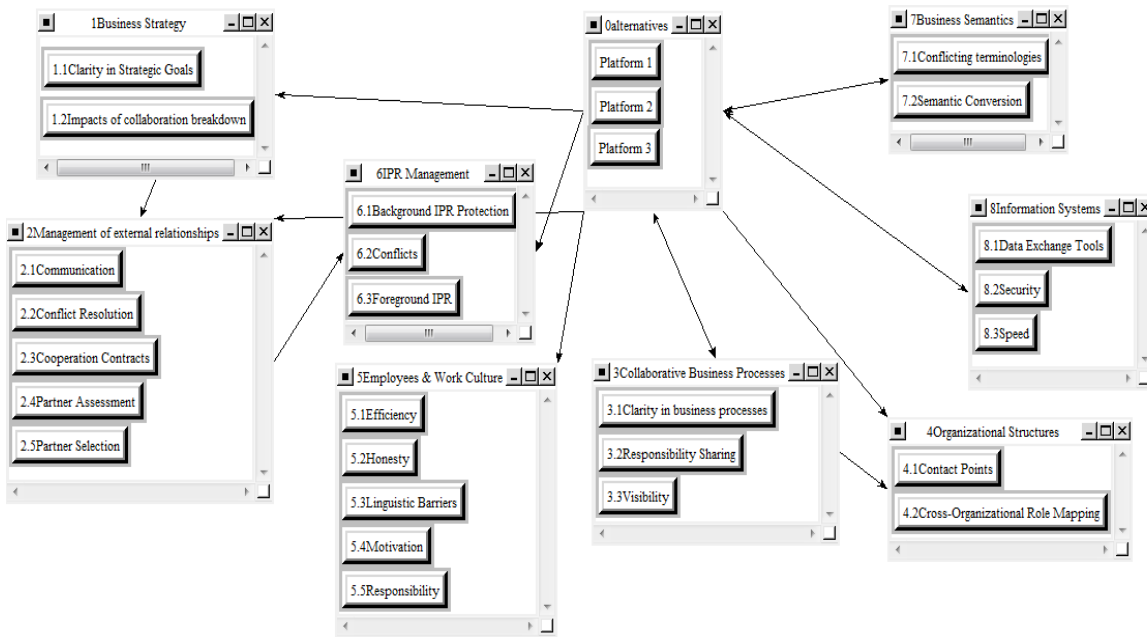 1Business Strategy
1.1Clarity in Strategic Goals
1.2Impacts of collaboration breakdown
0alternatives
Platform 1
Platform 2
Platform 3
7Business Semantics
7.1Conflicting terminologies
7.2Semantic Conversion
6IPR Management
6.1Background IPR Protection
6.2Conflicts
6.3Foreground IPR
2Management of external relationships
2.1Communication
2.2Conflict Resolution
2.3Cooperation Contracts
2.4Partner Assessment
2.5Partner Selection
8Information Systems
8.1Data Exchange Tools
8.2Security
8.3Speed
5Employees & Work Culture
5.1Efficiency
5.2Honesty
5.3Linguistic Barriers
5.4Motivation
5.5Responsibility
3Collaborative Business Processes
3.1Clarity in business processes
3.2Responsibility Sharing
3.3Visibility
4Organizational Structures
4.1Contact Points
4.2Cross-Organizational Role Mapping